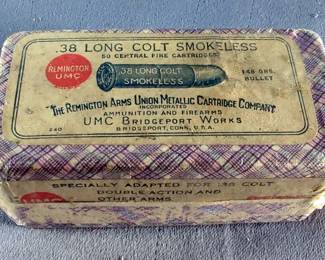 .38 LONG COLT SMOKELESS
50 CENTRAL FIRE CARTRIDGES
REMINGTON
UMC
.38 LONG COLT
SMOKELESS
148 GRS.
BULLET
THE REMINGTON ARMS UNION METALLIC CARTRIDGE COMPANY
INCORPORATED
AMMUNITION AND FIREARMS
UMC BRIDGEPORT WORKS
240
BRIDGEPORT, CONN., U.S.A.
SPECIALLY ADAPTED FOR .38 COLT
DOUBLE ACTION AND
OTHER ARMS
UMC